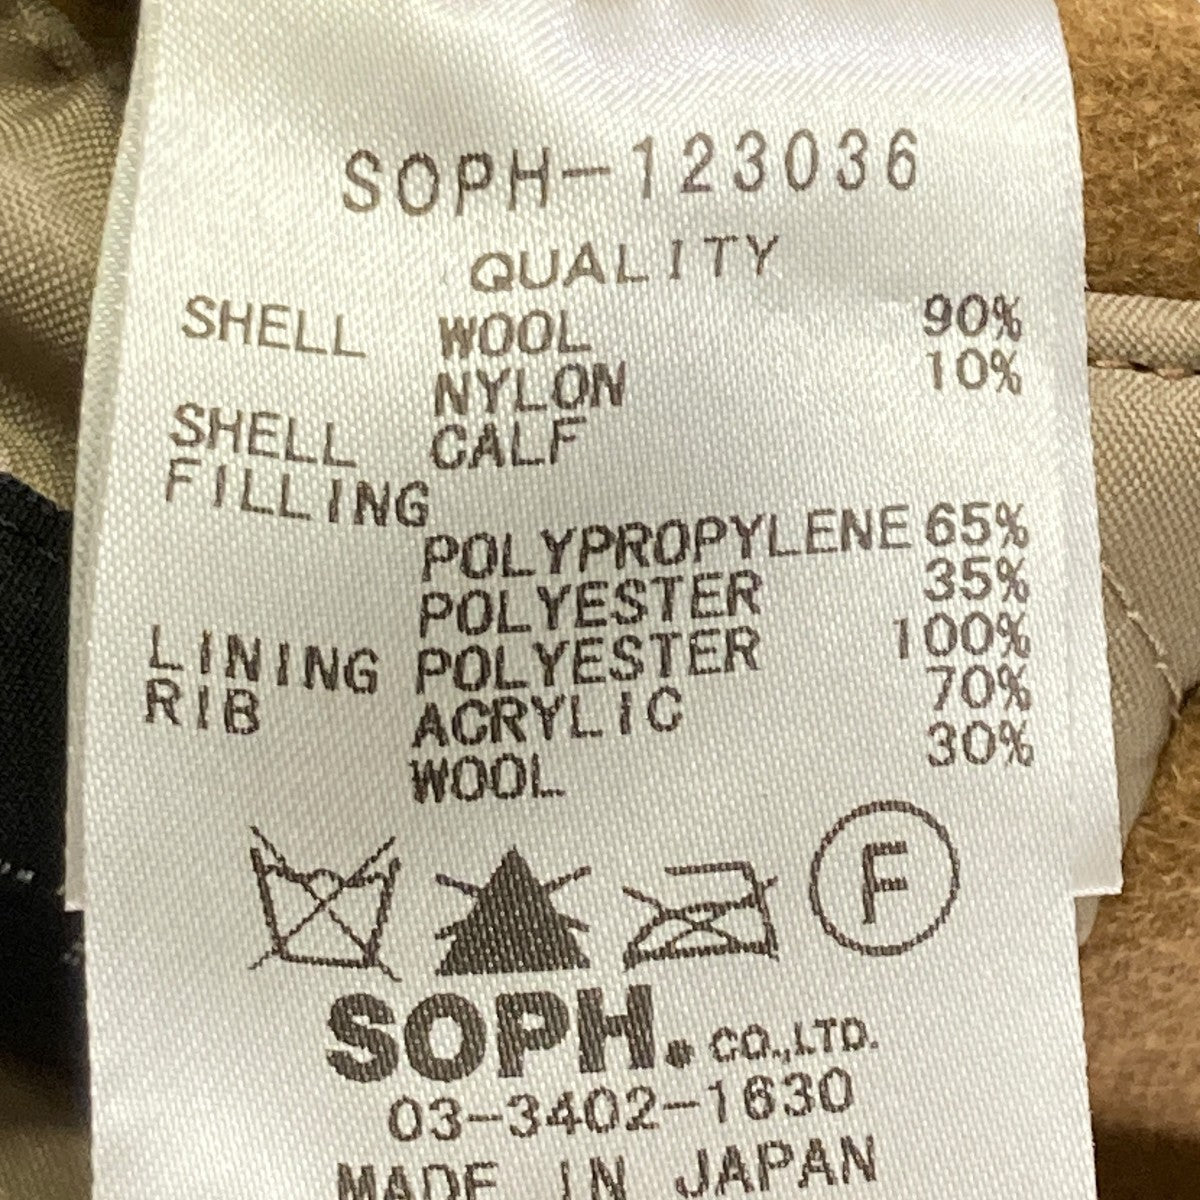 SOPH-123036
QUALITY
SHELL WOOL 90%
NYLON 10%
SHELL CALF
FILLING
POLYPROPYLENE 65%
POLYESTER 35%
LINING POLYESTER 100%
RIB ACRYLIC 70%
WOOL 30%
F
SOPH. CO.,LTD.
03-3402-1630
MADE IN JAPAN